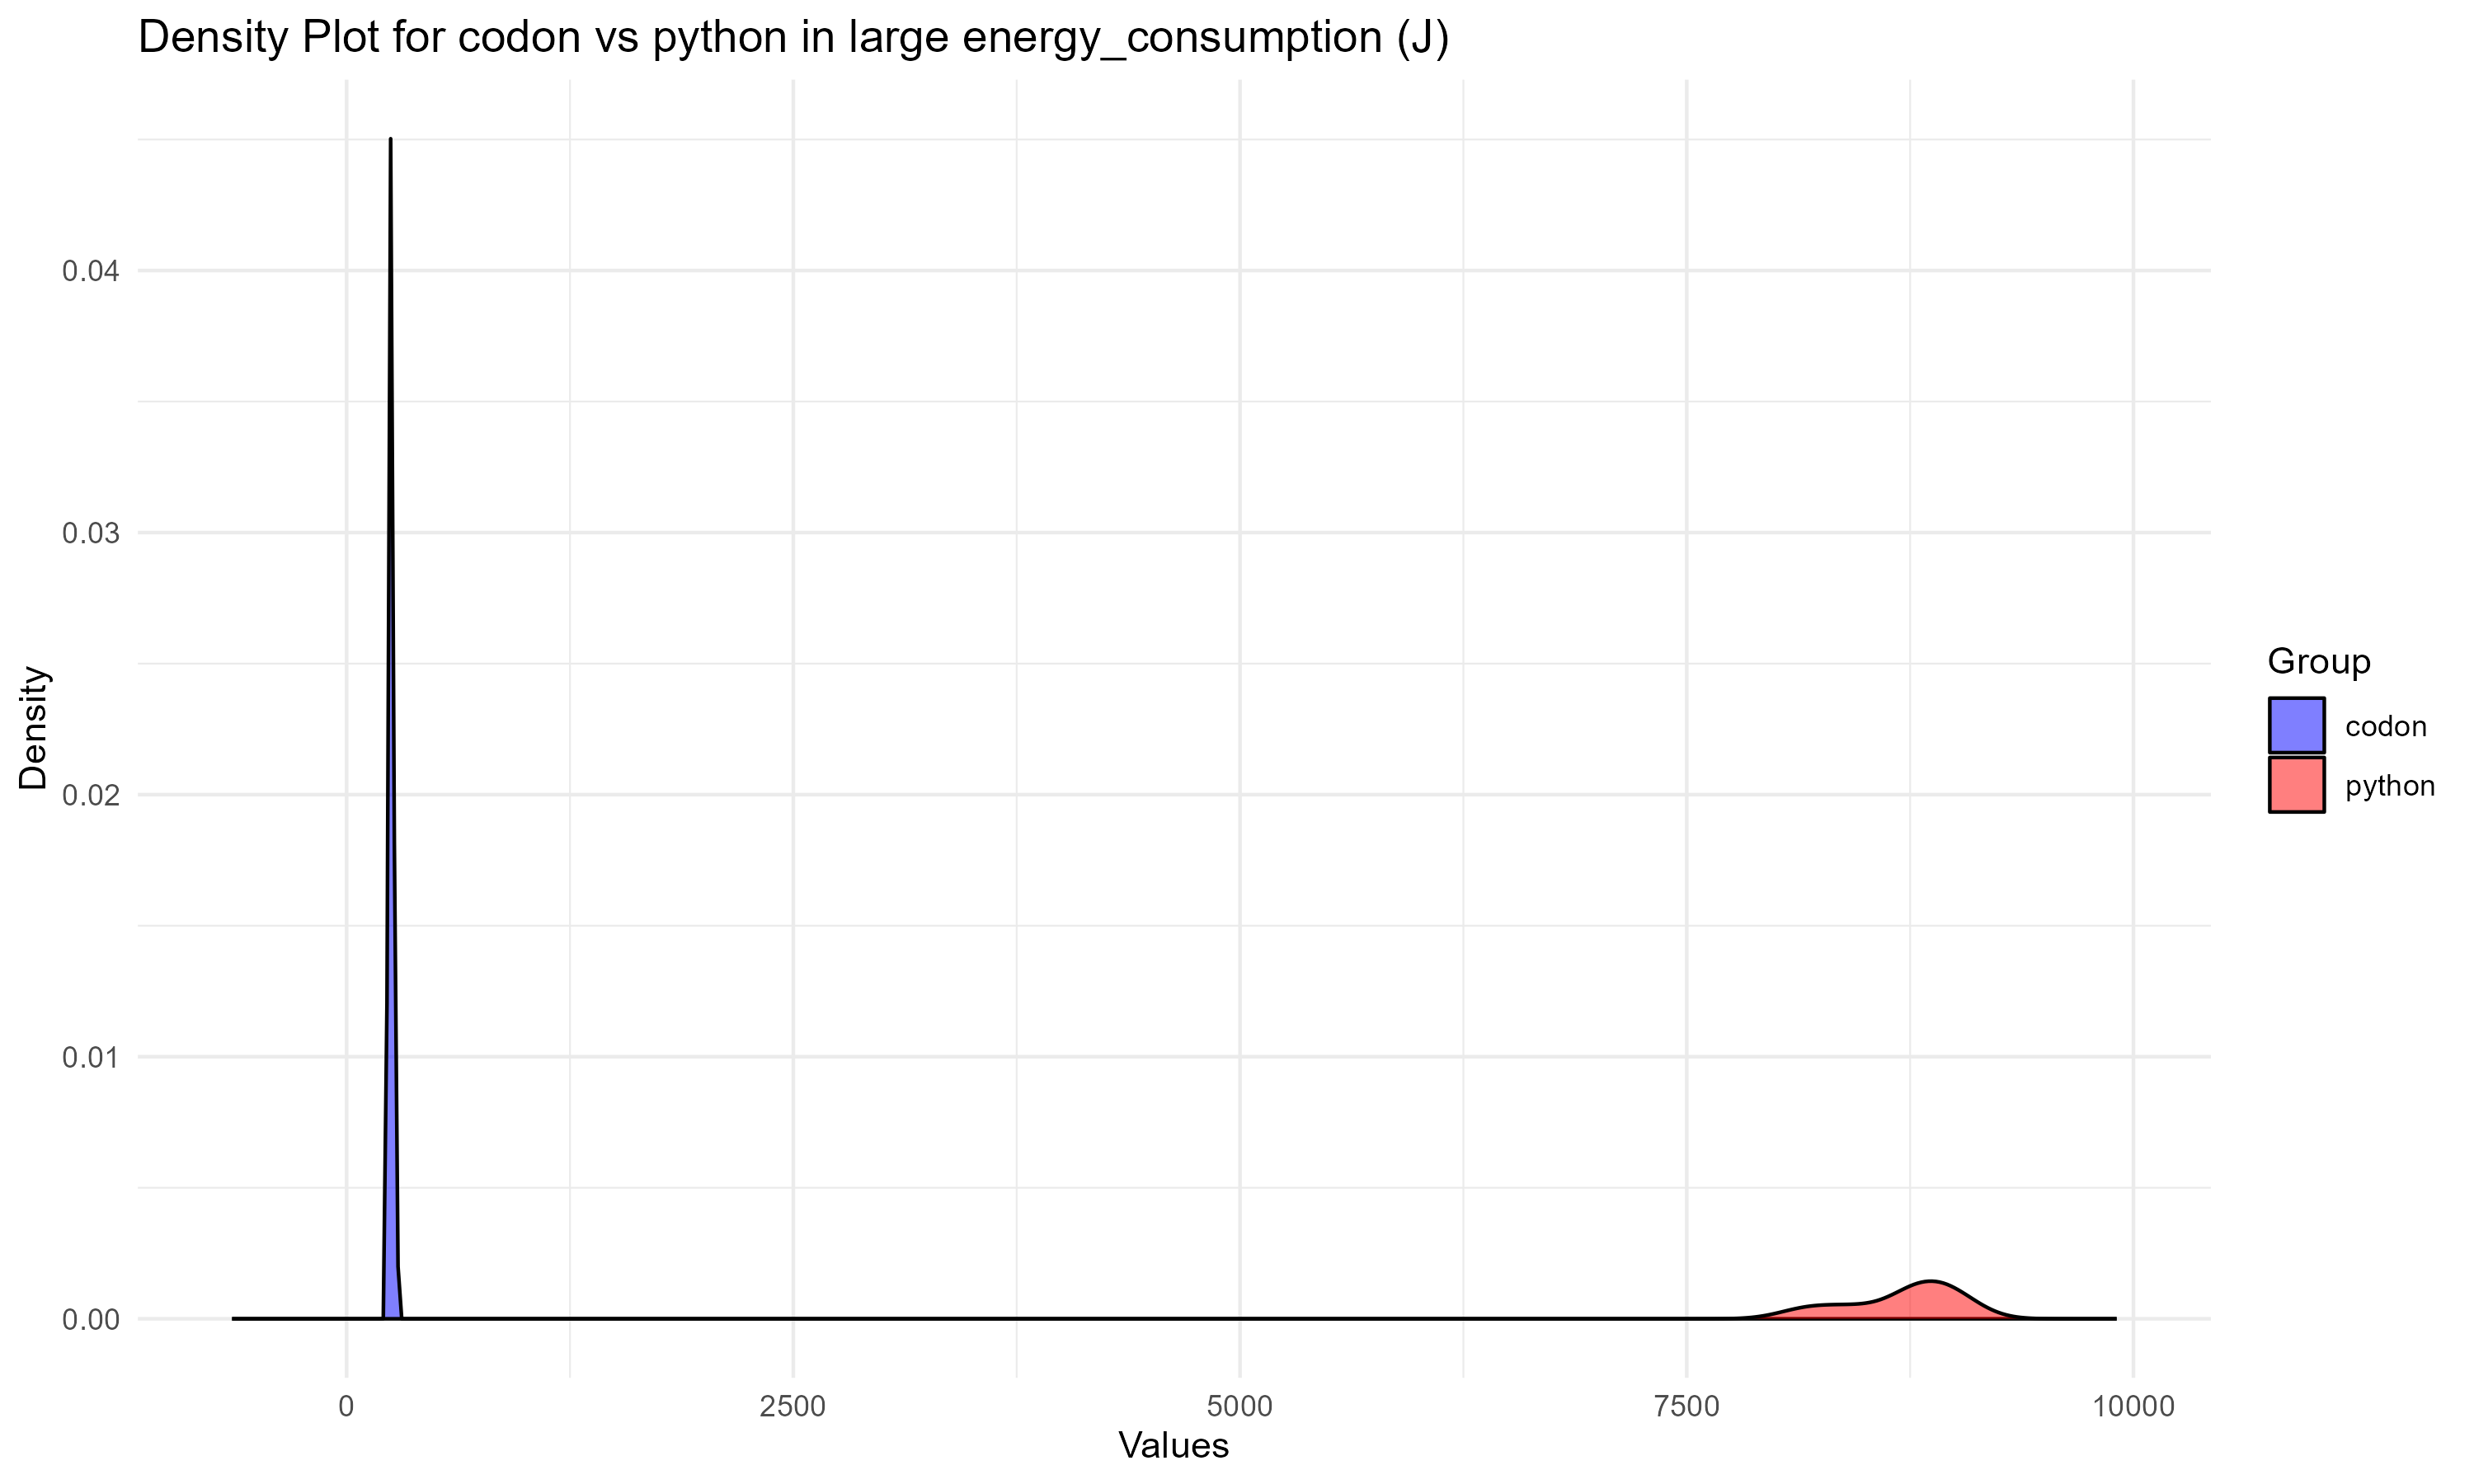 Density Plot for codon vs python in large energy_consumption (J)
0.04
0.03
0.02
0.01
0.00
Density
0
2500
5000
7500
10000
Values
Group
codon
python